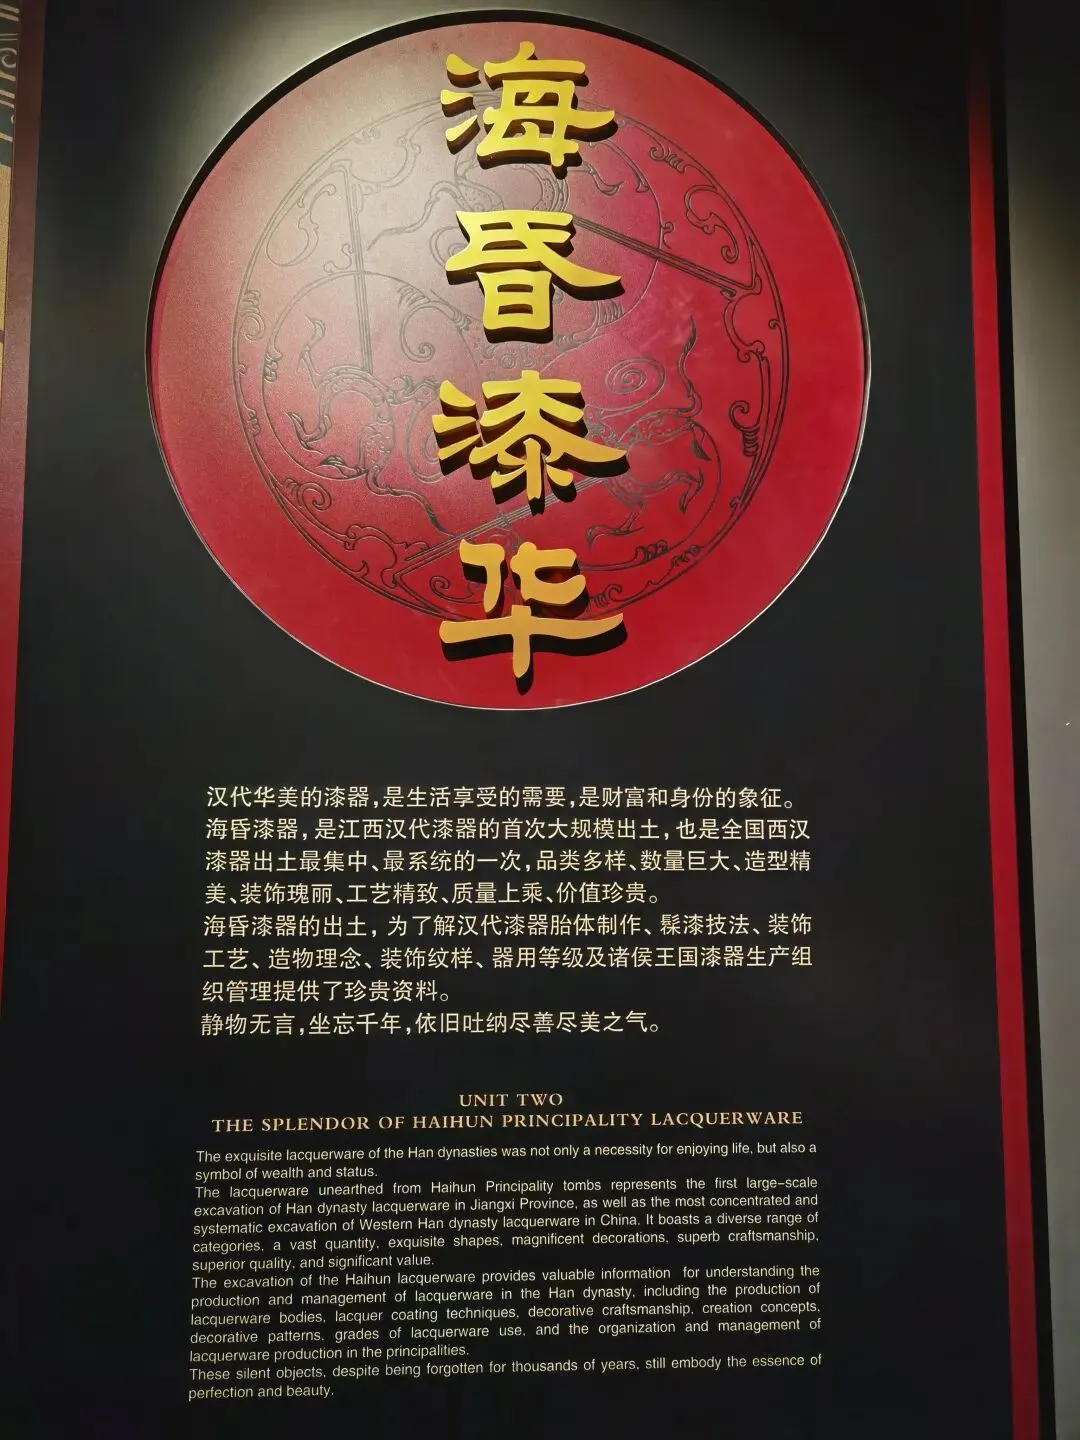 海昏漆华
汉代华美的漆器，是生活享受的需要，是财富和身份的象征。
海昏漆器，是江西汉代漆器的首次大规模出土，也是全国西汉
漆器出土最集中、最系统的一次，品类多样、数量巨大、造型精
美、装饰瑰丽、工艺精致、质量上乘、价值珍贵。
海昏漆器的出土，为了解汉代漆器胎体制作、髹漆技法、装饰
工艺、造物理念、装饰纹样、器用等级及诸侯王国漆器生产组
织管理提供了珍贵资料。
静物无言，坐忘千年，依旧吐纳尽善尽美之气。
UNIT TWO
THE SPLENDOR OF HAIHUN PRINCIPALITY LACQUERWARE
The exquisite lacquerware of the Han dynasties was not only a necessity for enjoying life, but also a
symbol of wealth and status.
The lacquerware unearthed from Haihun Principality tombs represents the first large-scale
excavation of Han dynasty lacquerware in Jiangxi Province, as well as the most concentrated and
systematic excavation of Western Han dynasty lacquerware in China. It boasts a diverse range of
categories, a vast quantity, exquisite shapes, magnificent decorations, superb craftsmanship,
superior quality, and significant value.
The excavation of the Haihun lacquerware provides valuable information for understanding the
production and management of lacquerware in the Han dynasty, including the production of
lacquerware bodies, lacquer coating techniques, decorative craftsmanship, creation concepts,
decorative patterns, grades of lacquerware use, and the organization and management of
lacquerware production in the principalities.
These silent objects, despite being forgotten for thousands of years, still embody the essence of
perfection and beauty.